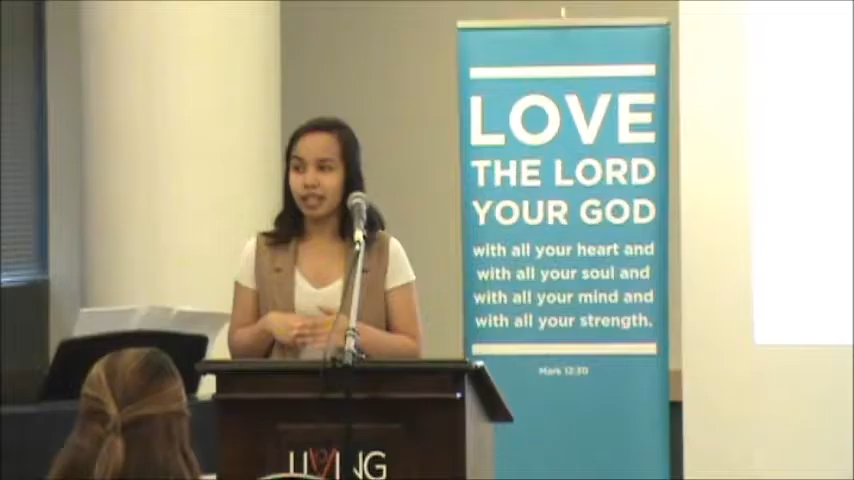 LOVE
THE LORD
YOUR GOD
with all your heart and
with all your soul and
with all your mind and
with all your strength.
Mark 12:30